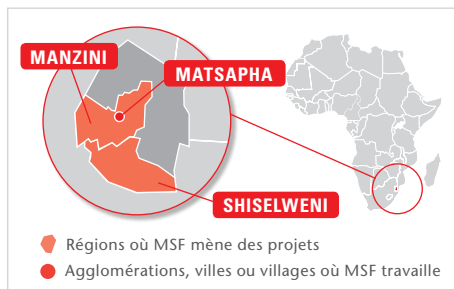 MANZINI
MATSAPHA
SHISELWENI
Régions où MSF mène des projets
Agglomérations, villes ou villages où MSF travaille